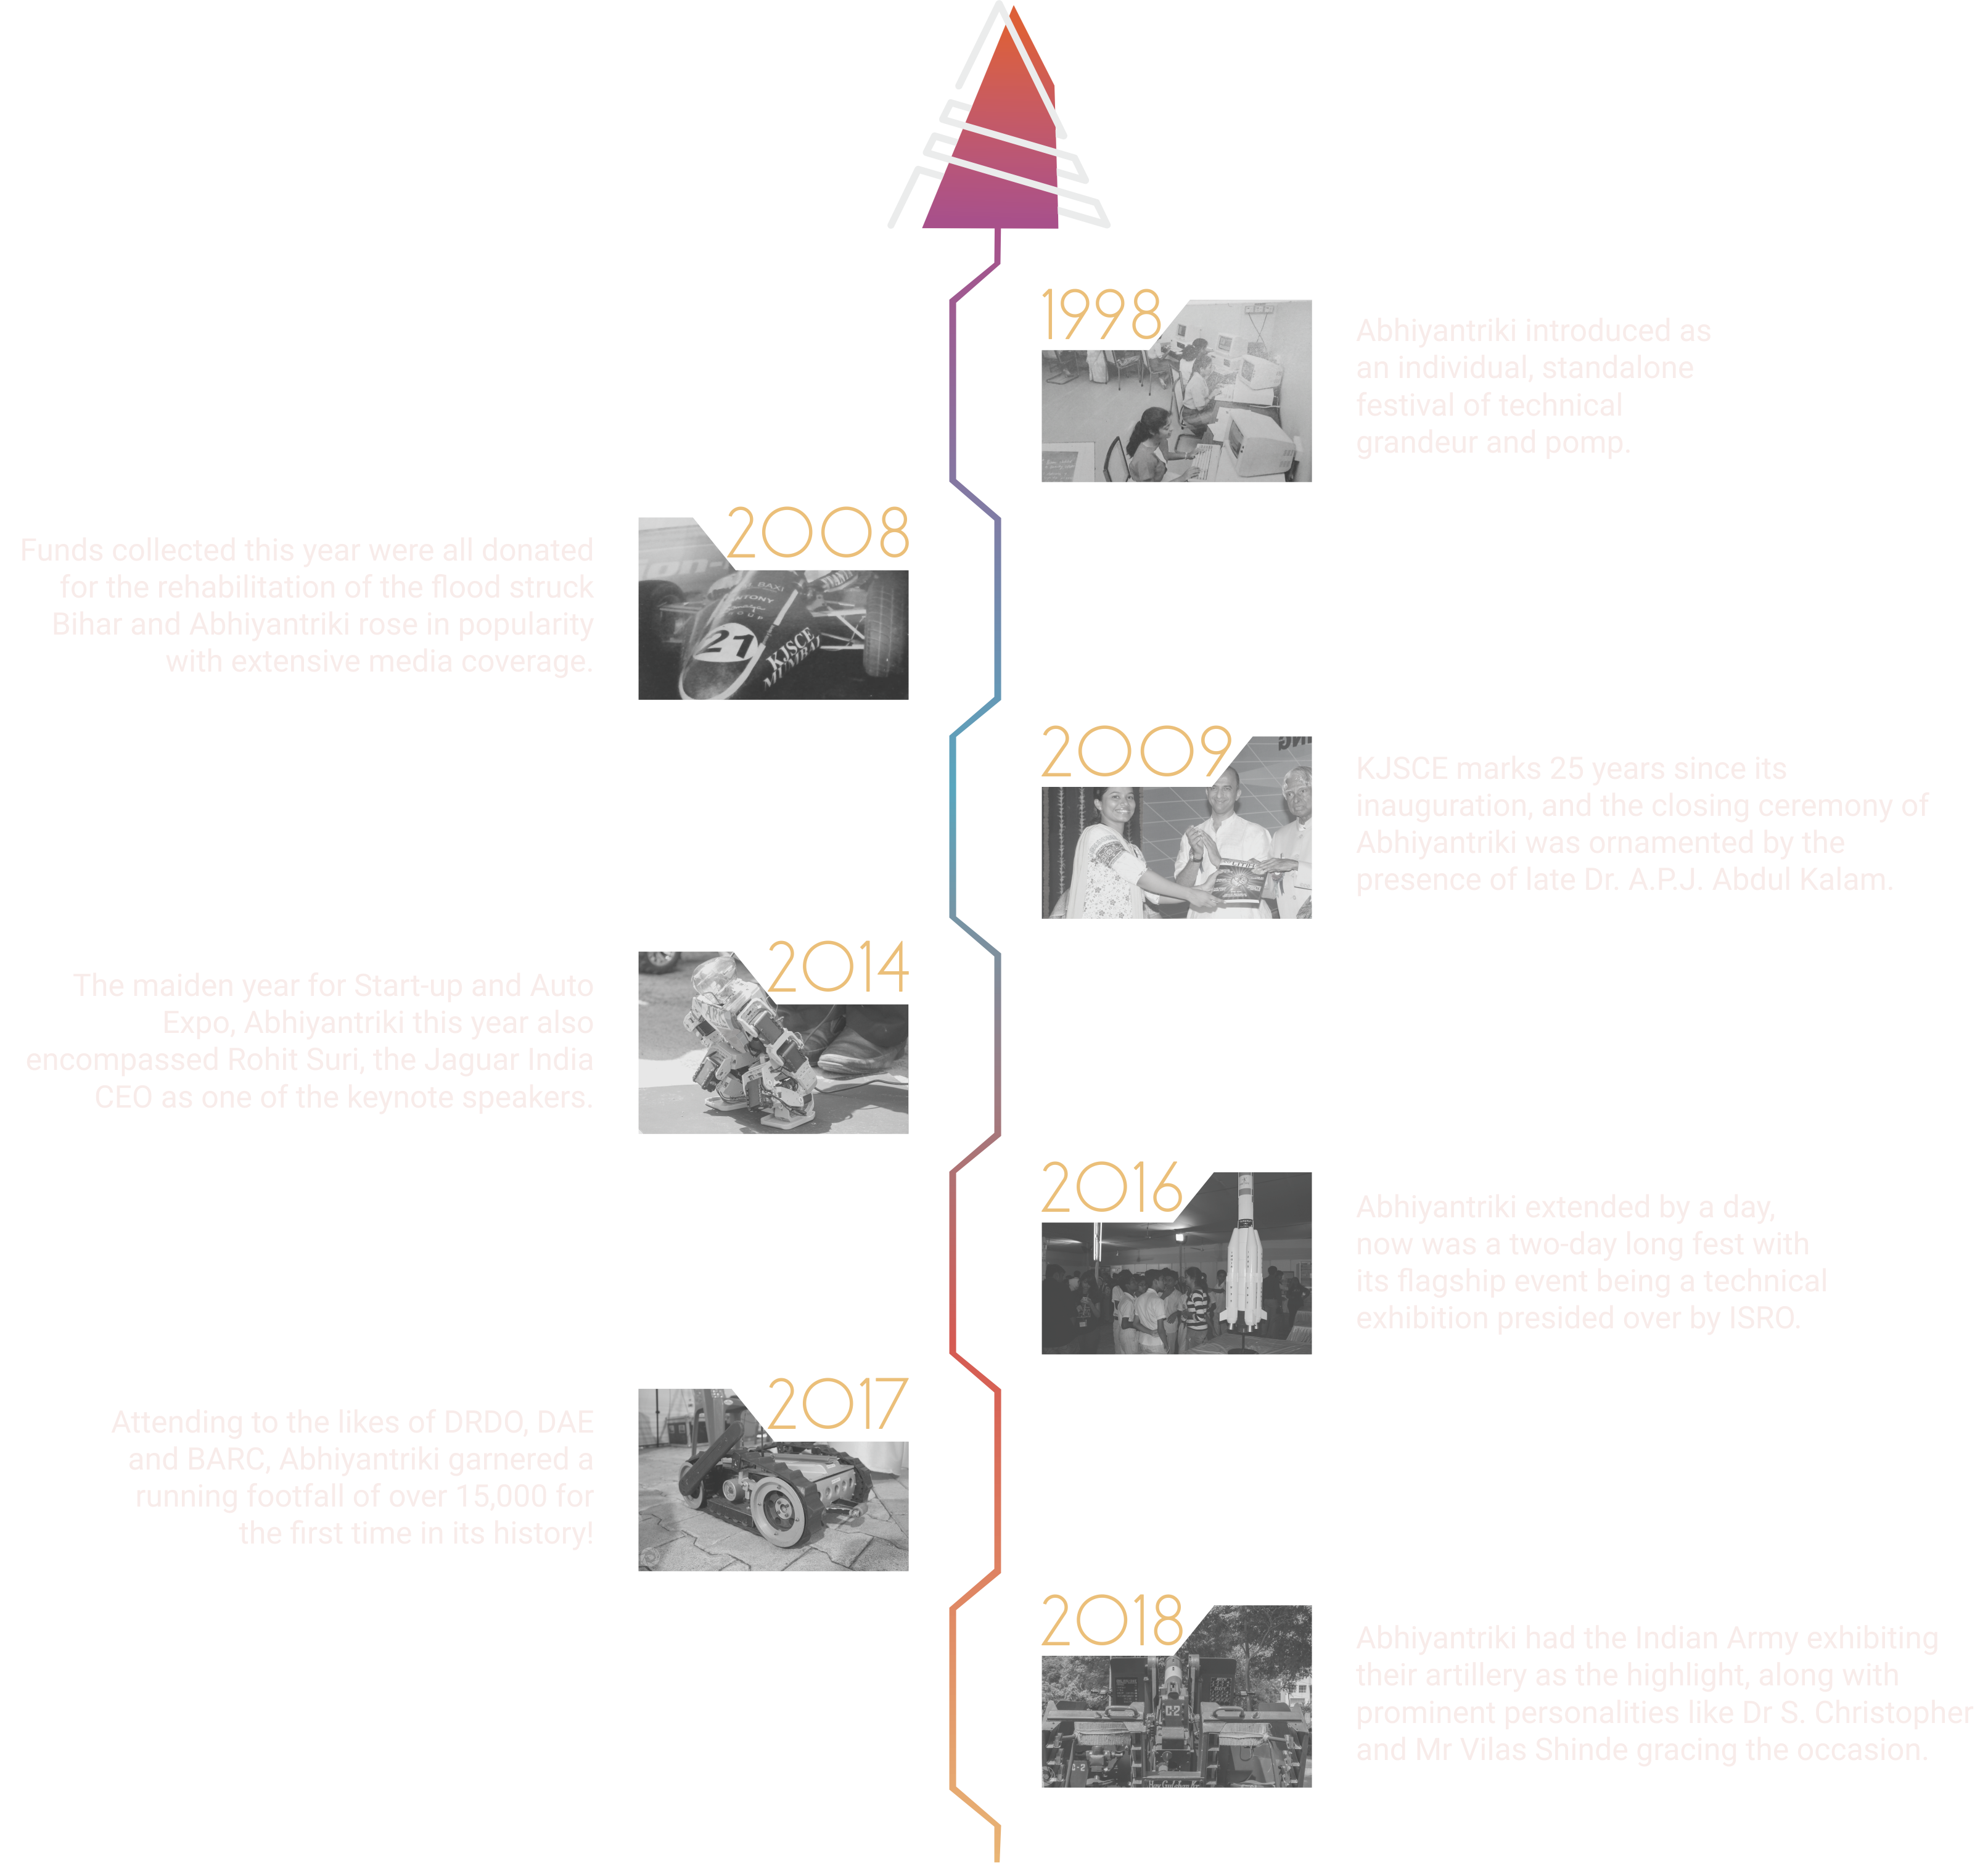 1998
Abhiyantriki introduced as
an individual, standalone
festival of technical
grandeur and pomp.
2008
Funds collected this year were all donated
for the rehabilitation of the flood struck
Bihar and Abhiyantriki rose in popularity
with extensive media coverage.
BAXI
21
KJSCE
MUMBAI
2009
KJSCE marks 25 years since its
inauguration, and the closing ceremony of
Abhiyantriki was ornamented by the
presence of late Dr. A.P.J. Abdul Kalam.
2014
The maiden year for Start-up and Auto
Expo, Abhiyantriki this year also
encompassed Rohit Suri, the Jaguar India
CEO as one of the keynote speakers.
2016
Abhiyantriki extended by a day,
now was a two-day long fest with
its flagship event being a technical
exhibition presided over by ISRO.
2017
Attending to the likes of DRDO, DAE
and BARC, Abhiyantriki garnered a
running footfall of over 15,000 for
the first time in its history!
2018
Abhiyantriki had the Indian Army exhibiting
their artillery as the highlight, along with
prominent personalities like Dr S. Christopher
and Mr Vilas Shinde gracing the occasion.